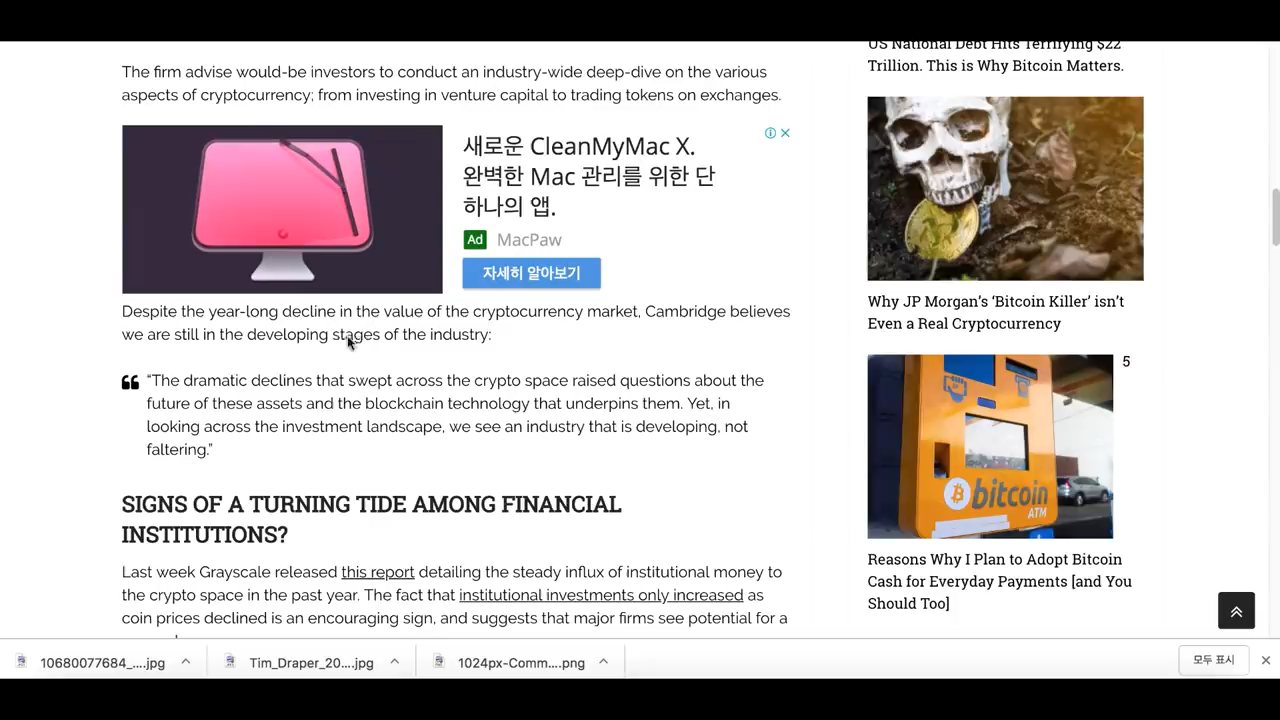 The firm advise would-be investors to conduct an industry-wide deep-dive on the various
aspects of cryptocurrency; from investing in venture capital to trading tokens on exchanges.
새로운 CleanMyMac X.
완벽한 Mac 관리를 위한 단
하나의 앱.
Ad MacPaw
자세히 알아보기
Despite the year-long decline in the value of the cryptocurrency market, Cambridge believes
we are still in the developing stages of the industry:
“The dramatic declines that swept across the crypto space raised questions about the
future of these assets and the blockchain technology that underpins them. Yet, in
looking across the investment landscape, we see an industry that is developing, not
faltering.”
SIGNS OF A TURNING TIDE AMONG FINANCIAL
INSTITUTIONS?
Last week Grayscale released this report detailing the steady influx of institutional money to
the crypto space in the past year. The fact that institutional investments only increased as
coin prices declined is an encouraging sign, and suggests that major firms see potential for a
US National Debt Hits Terrifying $22
Trillion. This is Why Bitcoin Matters.
Why JP Morgan’s ‘Bitcoin Killer’ isn’t
Even a Real Cryptocurrency
5
bitcoin
ATM
Reasons Why I Plan to Adopt Bitcoin
Cash for Everyday Payments [and You
Should Too]
10680077684_....jpg
Tim_Draper_20....jpg
1024px-Comm....png
모두 표시